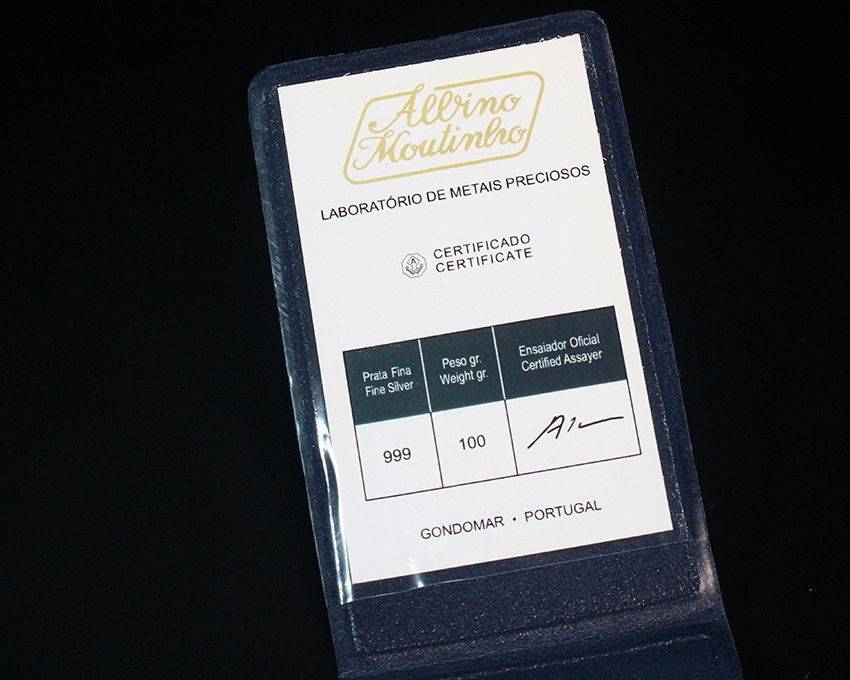 Albino
Moutinho
LABORATÓRIO DE METAIS PRECIOSOS
CERTIFICADO
CERTIFICATE
Prata Fina
Fine Silver
Peso gr.
Weight gr.
Ensaiador Oficial
Certified Assayer
999
100
GONDOMAR • PORTUGAL